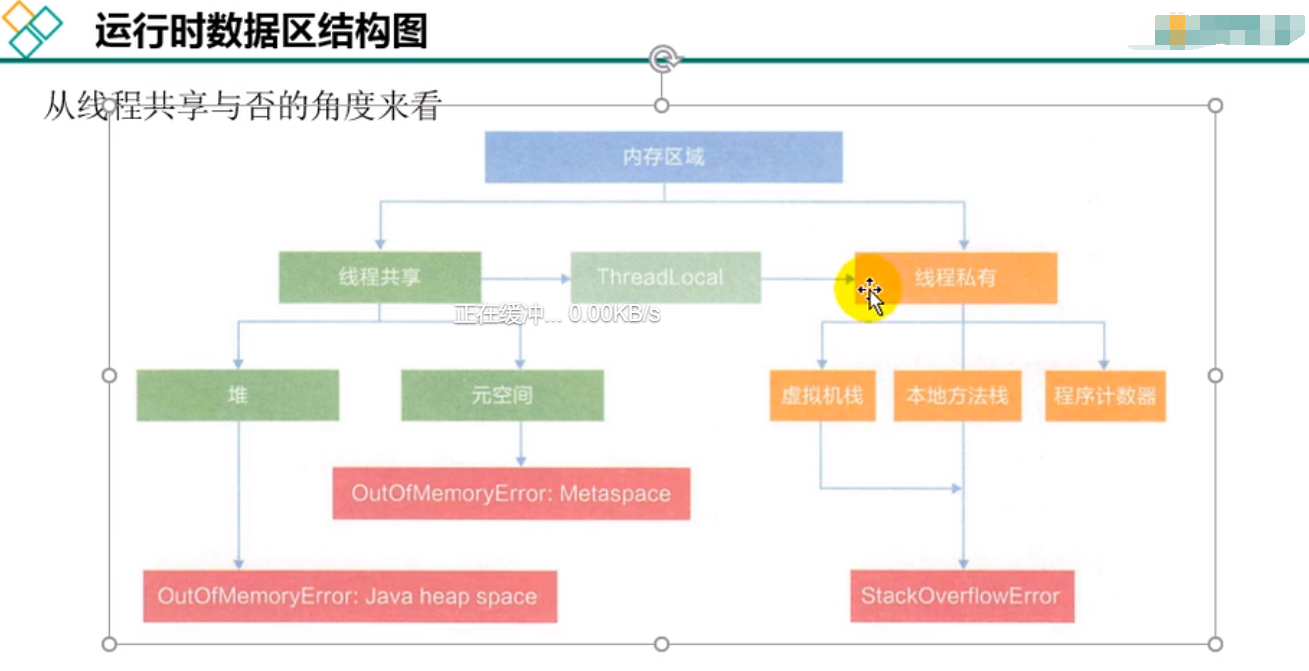 运行时数据区结构图
从线程共享与否的角度来看
内存区域
线程共享
ThreadLocal
线程私有
正在缓冲... 0.00KB/s
堆
元空间
虚拟机栈
本地方法栈
程序计数器
OutOfMemoryError: Metaspace
OutOfMemoryError: Java heap space
StackOverflowError